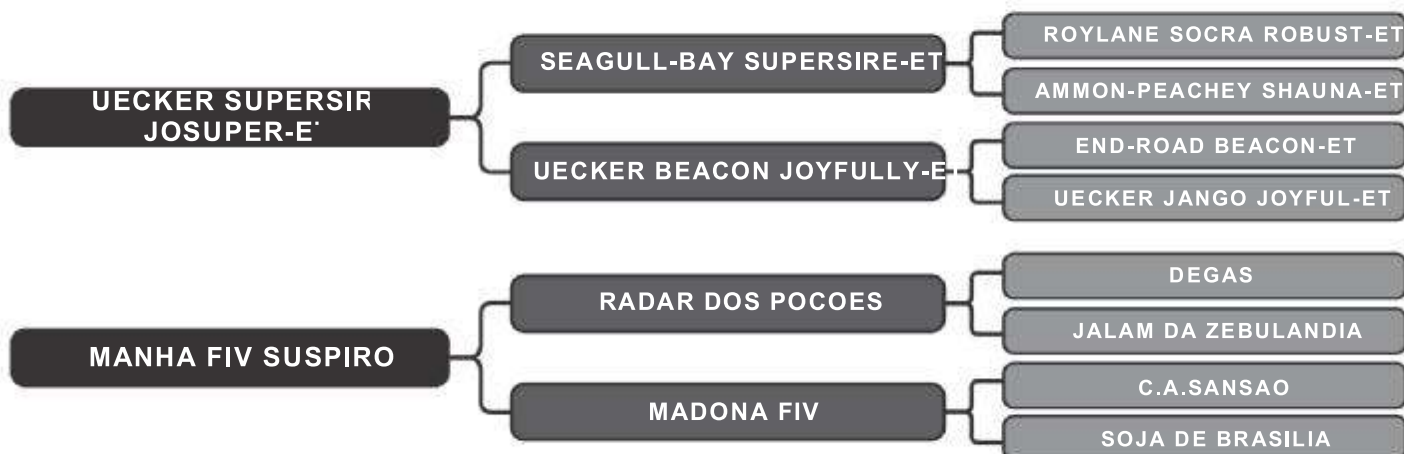 UECKER SUPERSIR
JOSUPER-E
SEAGULL-BAY SUPERSIRE-ET
UECKER BEACON JOYFULLY-ET
ROYLANE SOCRA ROBUST-ET
AMMON-PEACHEY SHAUNA-ET
END-ROAD BEACON-ET
UECKER JANGO JOYFUL-ET
MANHA FIV SUSPIRO
RADAR DOS POCOES
MADONA FIV
DEGAS
JALAM DA ZEBULANDIA
C.A.SANSAO
SOJA DE BRASILIA